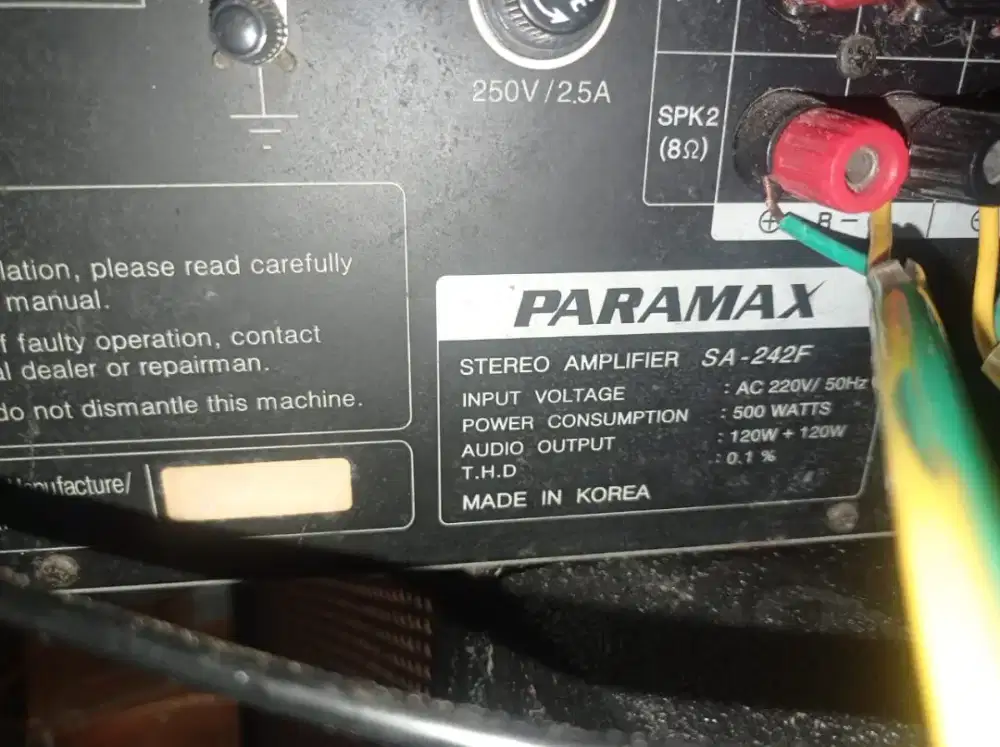 250V/2.5A
SPK2
(8Ω)
R
lation, please read carefully
manual.
f faulty operation, contact
al dealer or repairman.
do not dismantle this machine.
PARAMAX
STEREO AMPLIFIER SA-242F
INPUT VOLTAGE : AC 220V/50Hz
POWER CONSUMPTION : 500 WATTS
AUDIO OUTPUT : 120W + 120W
T.H.D : 0.1 %
MADE IN KOREA
nufacture/